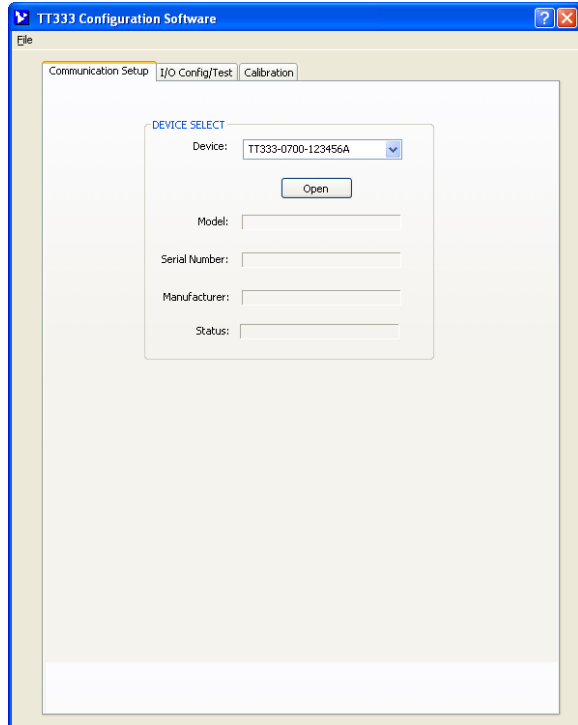 TT333 Configuration Software
File
Communication Setup I/O Config/Test Calibration
DEVICE SELECT
Device: TT333-0700-123456A
Open
Model:
Serial Number:
Manufacturer:
Status: